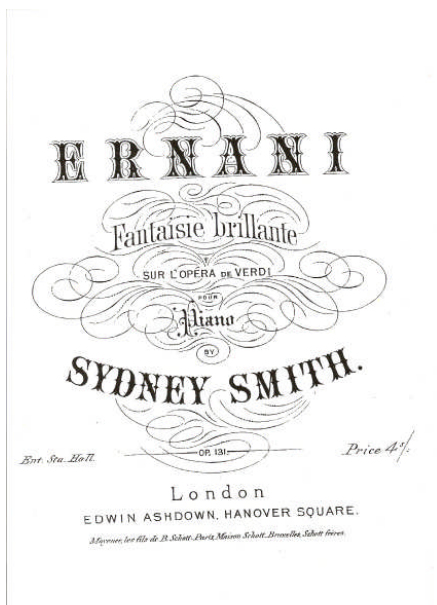 ERNANI
Fantaisie brillante
SUR L'OPÉRA DE VERDI
POUR
Piano
BY
SYDNEY SMITH.
OP. 131.
Ent. Sta. Hall.
Price 4s/.
London
EDWIN ASHDOWN, HANOVER SQUARE.
Mayence, les fils de B. Schott. Paris, Maison Schott. Bruxelles, Schott frères.